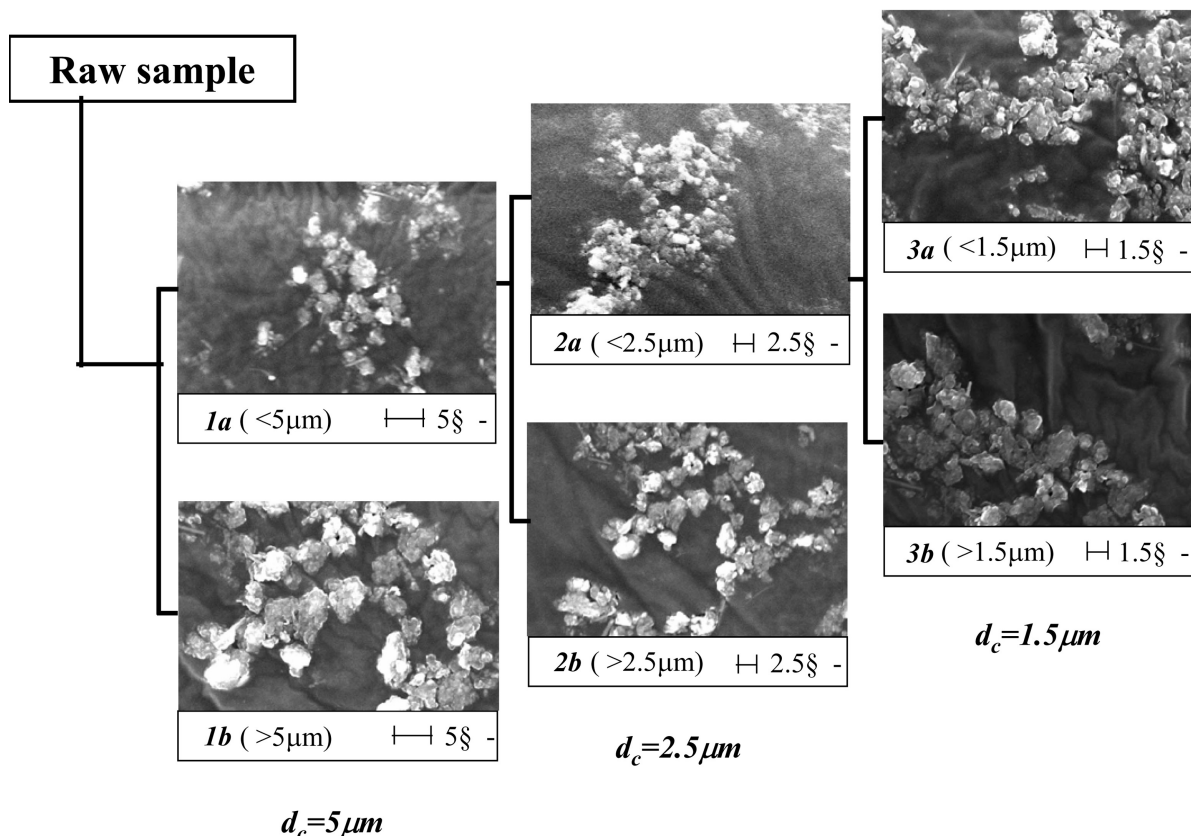 Raw sample
1a ( <5μm) 5§ -
1b ( >5μm) 5§ -
d_c=5μm
2a ( <2.5μm) 2.5§ -
2b ( >2.5μm) 2.5§ -
d_c=2.5μm
3a ( <1.5μm) 1.5§ -
3b ( >1.5μm) 1.5§ -
d_c=1.5μm